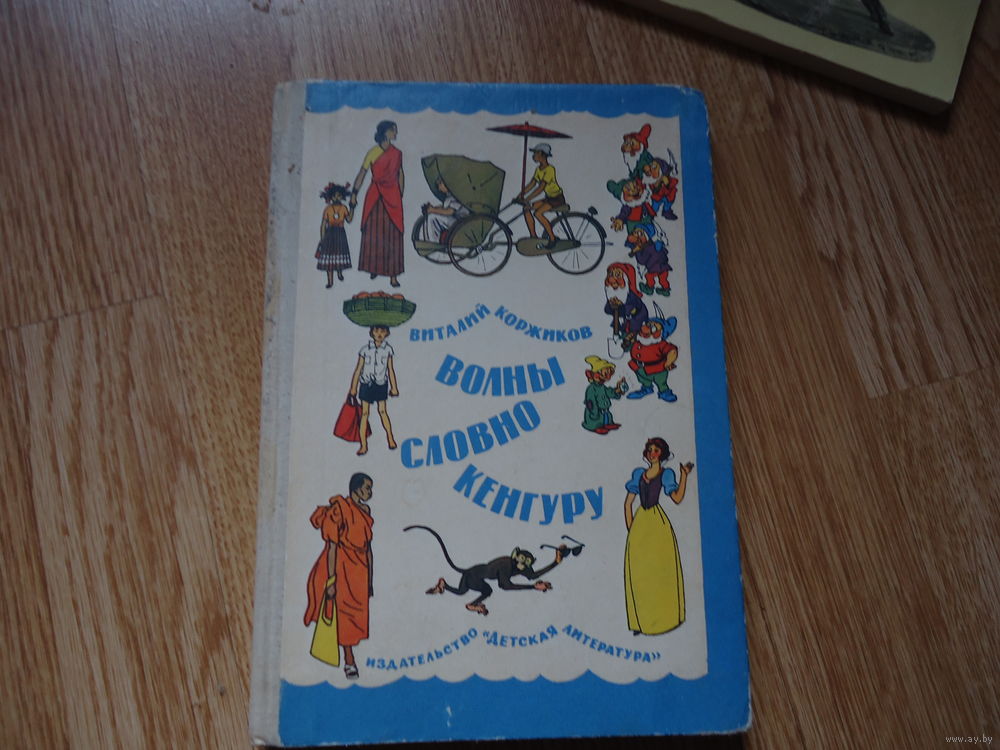 ВИТАЛИЙ КОРЖИКОВ
ВОЛНЫ
СЛОВНО
КЕНГУРУ
ИЗДАТЕЛЬСТВО "ДЕТСКАЯ ЛИТЕРАТУРА"
www.ay.by